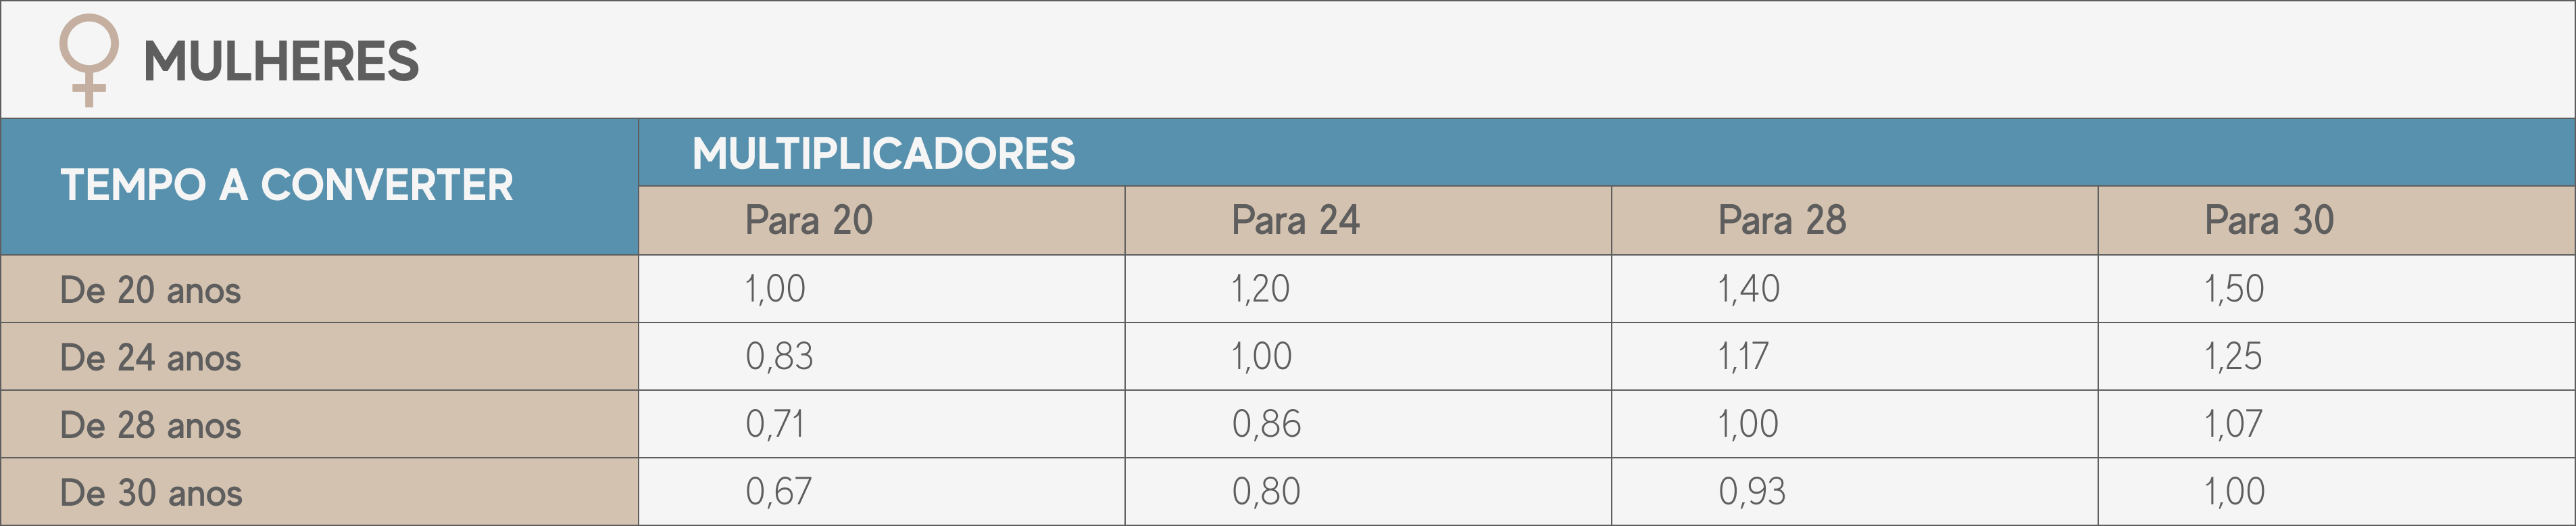 MULHERES
TEMPO A CONVERTER
MULTIPLICADORES
Para 20 Para 24 Para 28 Para 30
De 20 anos 1,00 1,20 1,40 1,50
De 24 anos 0,83 1,00 1,17 1,25
De 28 anos 0,71 0,86 1,00 1,07
De 30 anos 0,67 0,80 0,93 1,00